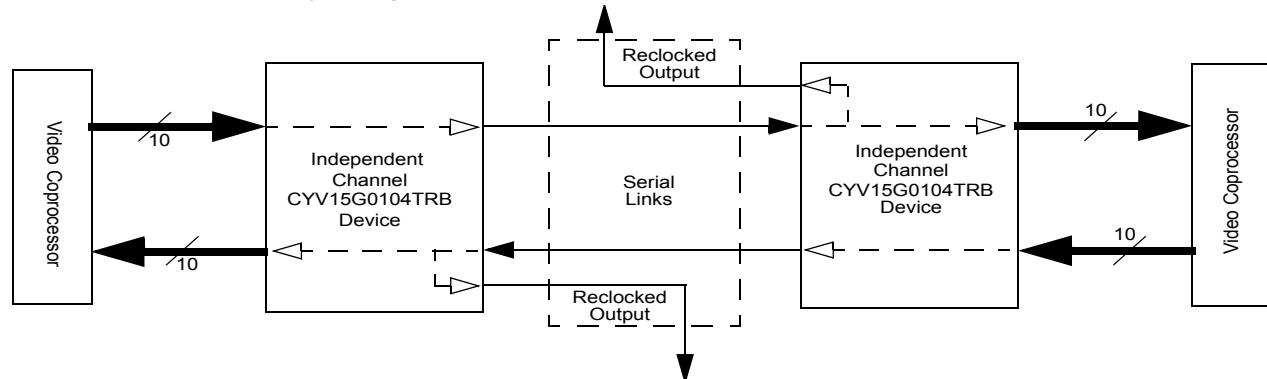 Video Coprocessor
10
10
Independent
Channel
CYV15G0104TRB
Device
Reclocked
Output
Serial
Links
Reclocked
Output
Independent
Channel
CYV15G0104TRB
Device
10
10
Video Coprocessor